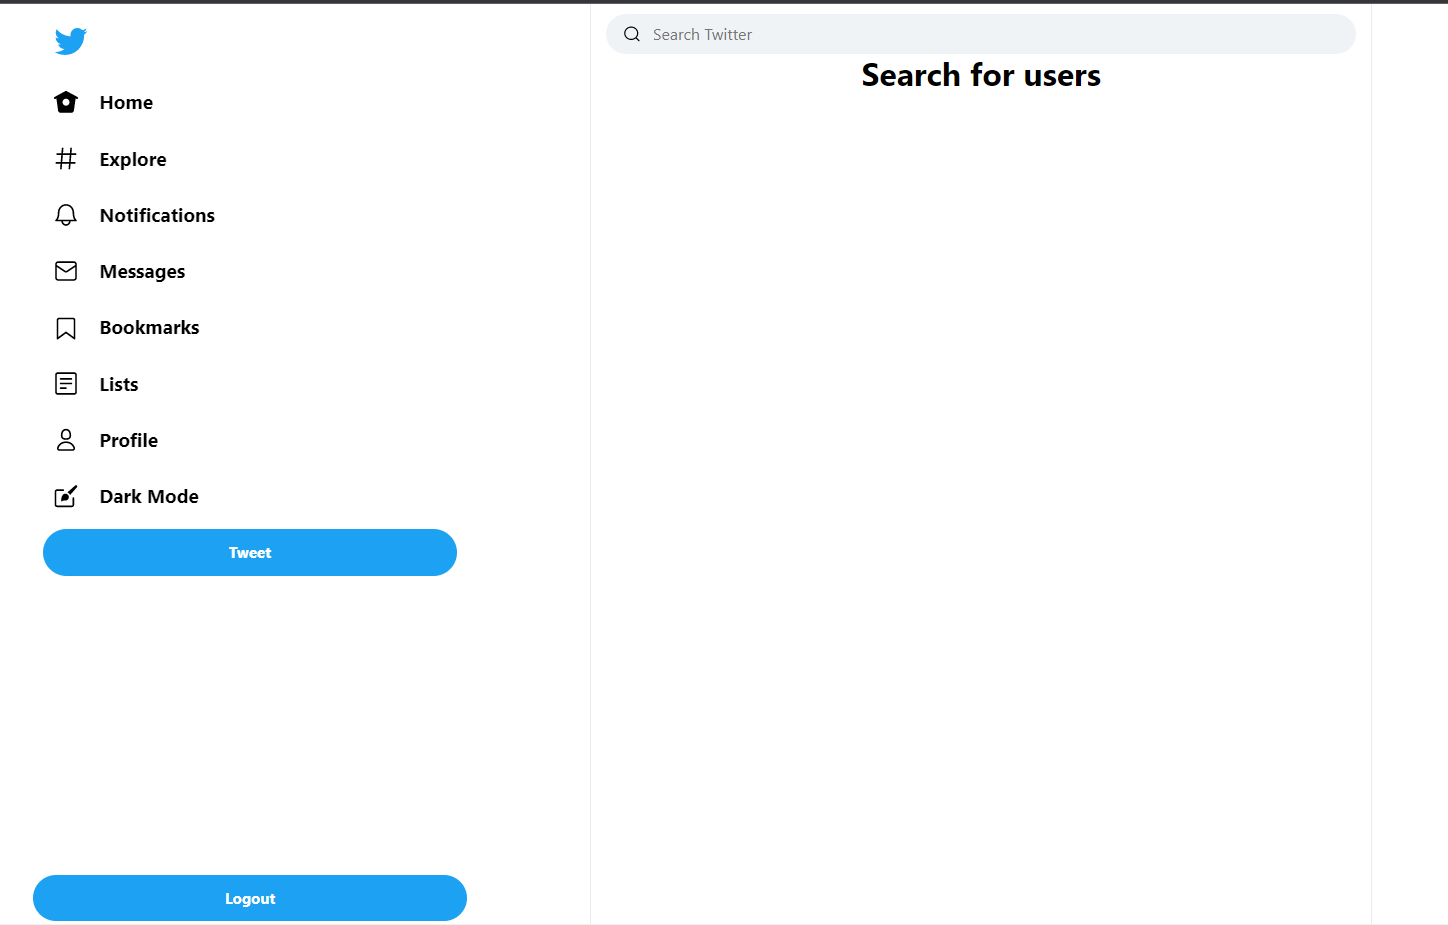 Home
Explore
Notifications
Messages
Bookmarks
Lists
Profile
Dark Mode
Tweet
Logout
Search Twitter
Search for users